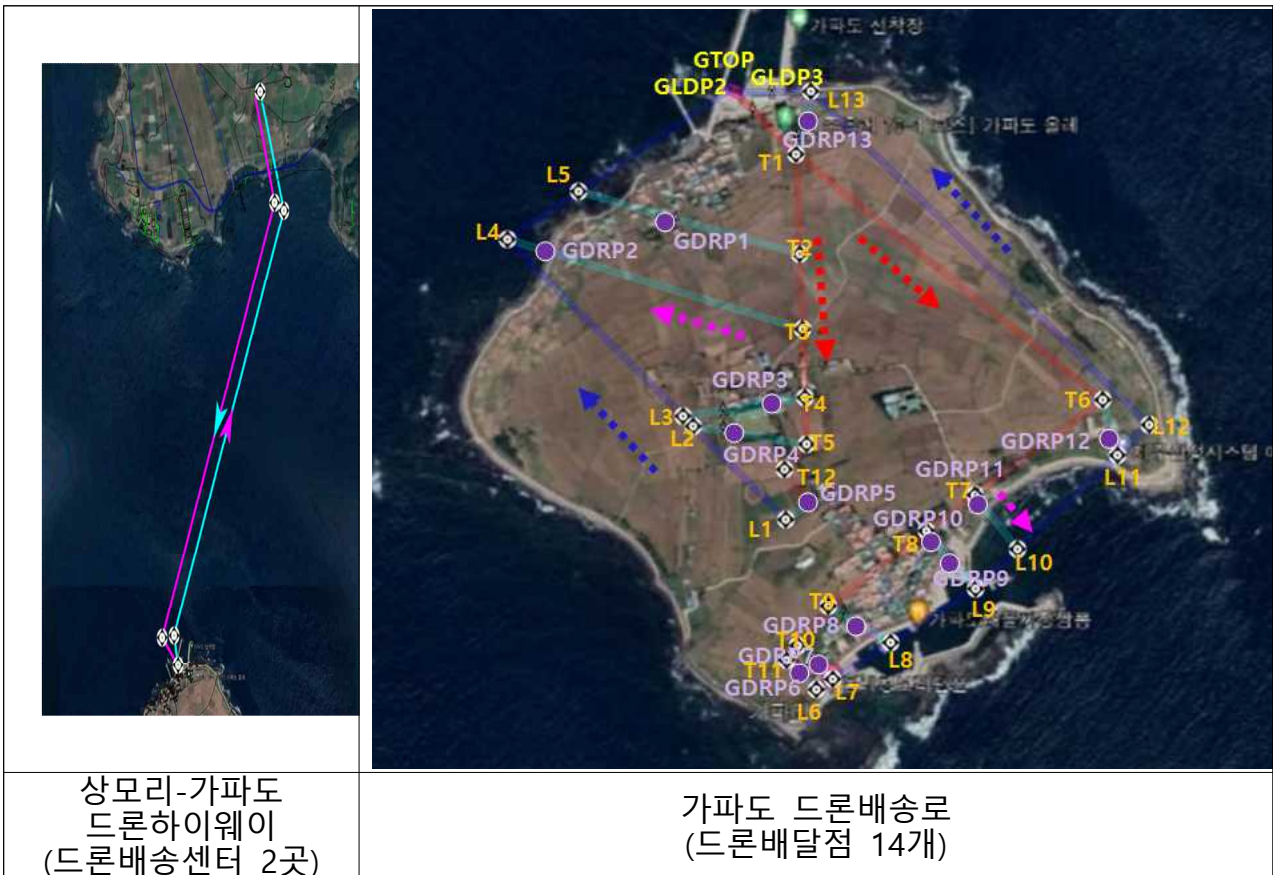 가파도 선착장
GTOP
GLDP2
GLDP3
L13
가파도 올레
GDRP13
T1
L5
GDRP1
L4
GDRP2
T2
T3
GDRP3
T4
T6
L3
L2
L12
GDRP4
T5
GDRP12
L11
T12
GDRP11
GDRP5
T7
L1
GDRP10
T8
L10
GDRP9
T9
L9
GDRP8
T10
L8
T11
GDRP6
L7
L6
상모리-가파도
드론하이웨이
(드론배송센터 2곳)
가파도 드론배송로
(드론배달점 14개)